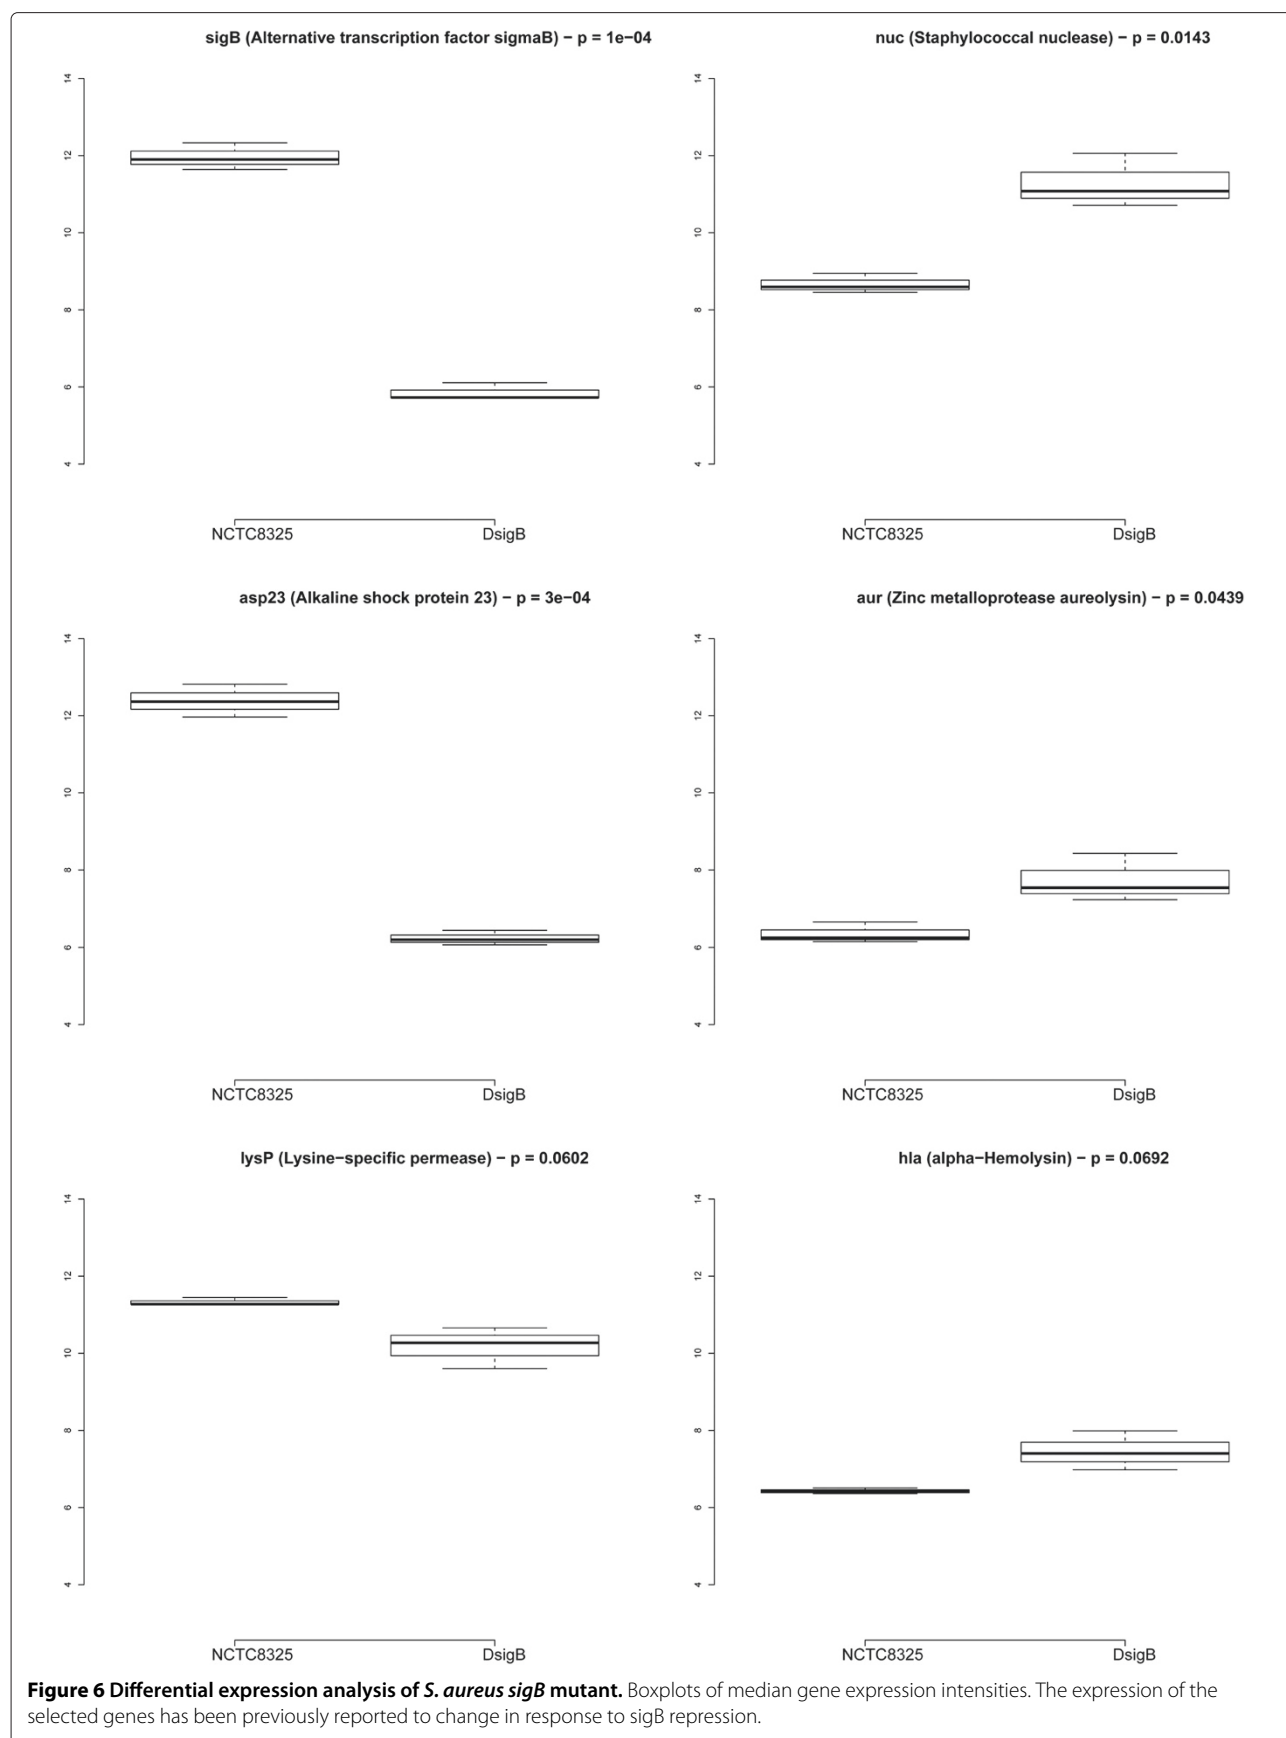 sigB (Alternative transcription factor sigmaB) − p = 1e−04
14
12
10
8
6
4
NCTC8325
DsigB
nuc (Staphylococcal nuclease) − p = 0.0143
14
12
10
8
6
4
NCTC8325
DsigB
asp23 (Alkaline shock protein 23) − p = 3e−04
14
12
10
8
6
4
NCTC8325
DsigB
aur (Zinc metalloprotease aureolysin) − p = 0.0439
14
12
10
8
6
4
NCTC8325
DsigB
lysP (Lysine−specific permease) − p = 0.0602
14
12
10
8
6
4
NCTC8325
DsigB
hla (alpha−Hemolysin) − p = 0.0692
14
12
10
8
6
4
NCTC8325
DsigB
Figure 6 Differential expression analysis of S. aureus sigB mutant. Boxplots of median gene expression intensities. The expression of the
selected genes has been previously reported to change in response to sigB repression.